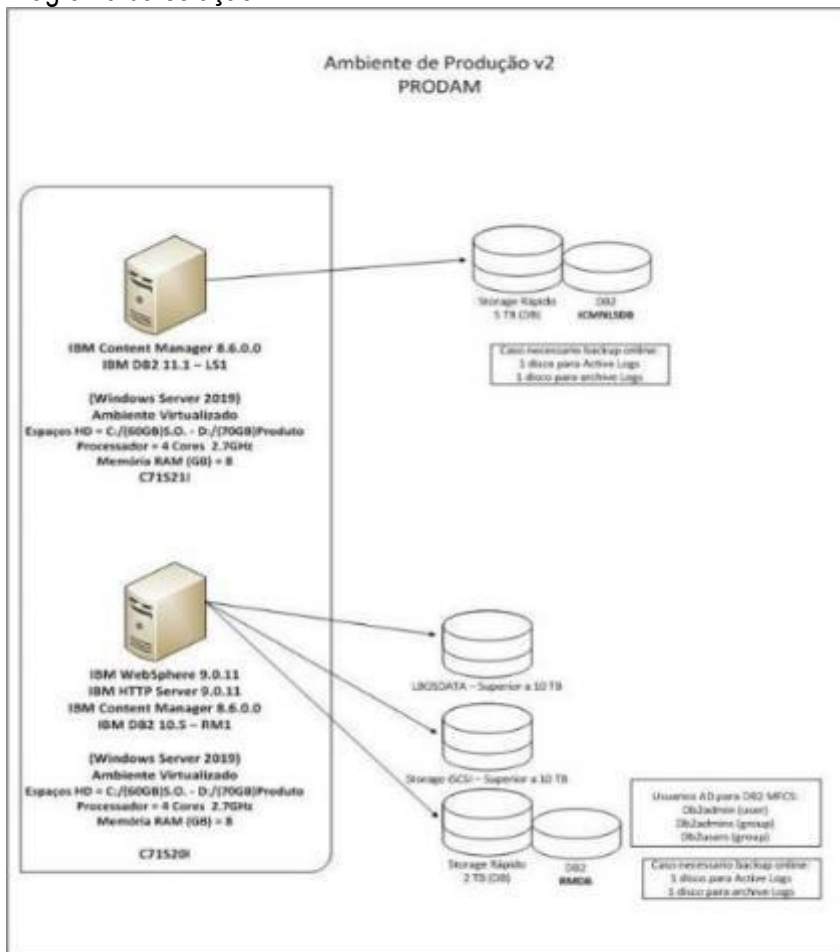 Ambiente de Produção v2
PRODAM
IBM Content Manager 8.6.0.0
IBM DB2 11.1 – LS1
(Windows Server 2019)
Ambiente Virtualizado
Espaços HD = C:/(60GB)S.O. - D:/(70GB)Produto
Processador = 4 Cores 2.7GHz
Memória RAM (GB) = 8
C71521I
Storage Rápido
5 TB (DB)
DB2
ICMNLSDB
Caso necessario backup online:
1 disco para Active Logs
1 disco para archive Logs
IBM WebSphere 9.0.11
IBM HTTP Server 9.0.11
IBM Content Manager 8.6.0.0
IBM DB2 10.5 – RM1
(Windows Server 2019)
Ambiente Virtualizado
Espaços HD = C:/(60GB)S.O. - D:/(70GB)Produto
Processador = 4 Cores 2.7GHz
Memória RAM (GB) = 8
C71520I
LBOSDATA – Superior a 10 TB
Storage iSCSI – Superior a 10 TB
Storage Rápido
2 TB (DB)
DB2
RMDB
Usuarios AD para DB2
Db2admin (user)
Db2admins (group)
Db2users (group)
Caso necessario backup online:
1 disco para Active Logs
1 disco para archive Logs